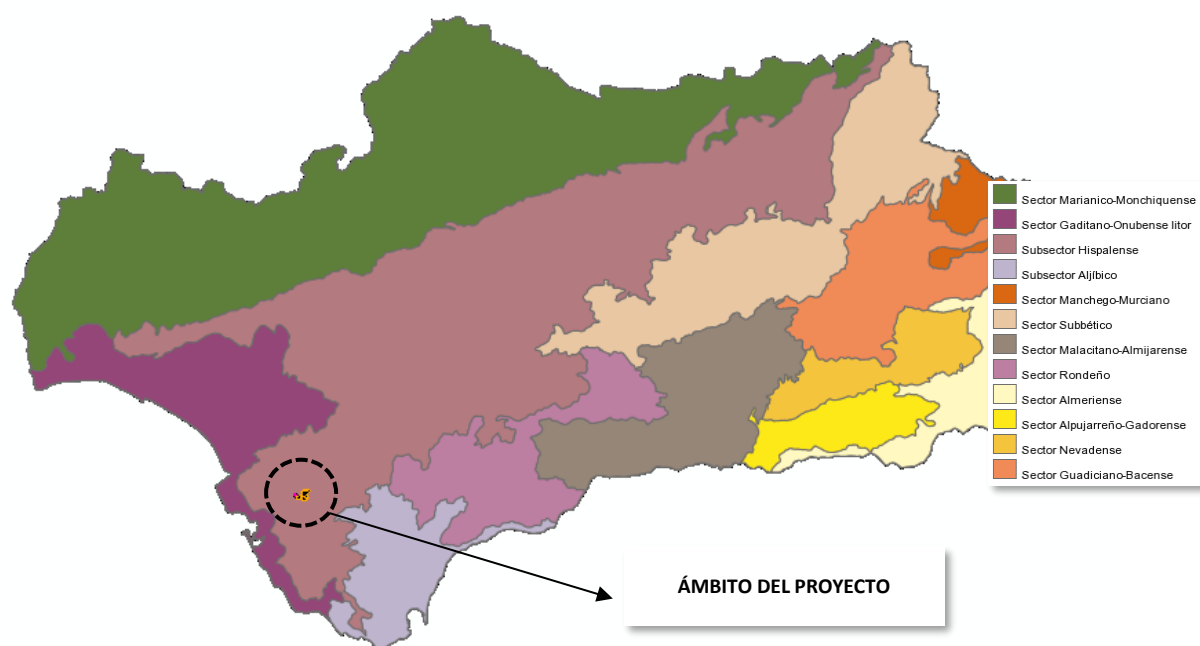 Sector Marianico-Monchiquense
Sector Gaditano-Onubense litor
Subsector Hispalense
Subsector Aljíbico
Sector Manchego-Murciano
Sector Subbético
Sector Malacitano-Almijarense
Sector Rondeño
Sector Almeriense
Sector Alpujarreño-Gadorense
Sector Nevadense
Sector Guadiciano-Bacense
ÁMBITO DEL PROYECTO